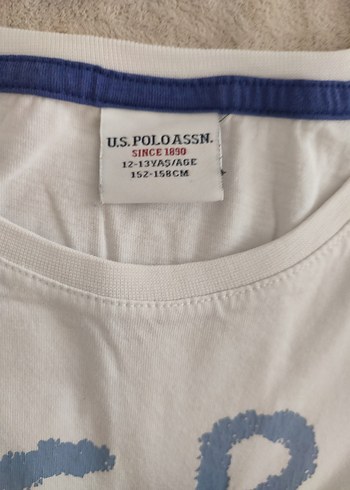 U.S. POLO ASSN.
SINCE 1890
12-13YAŞ/AGE
152-158CM